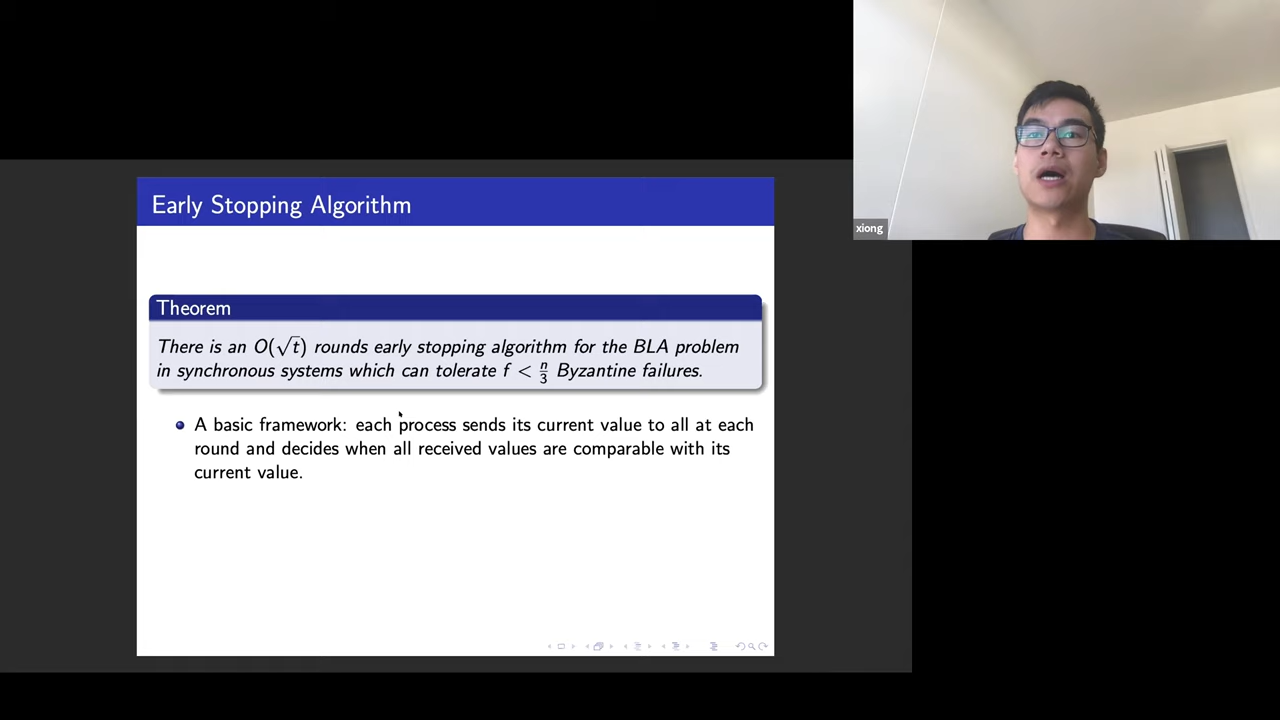 xiong
Early Stopping Algorithm
Theorem
There is an O(√t) rounds early stopping algorithm for the BLA problem
in synchronous systems which can tolerate f < n/3 Byzantine failures.
A basic framework: each process sends its current value to all at each
round and decides when all received values are comparable with its
current value.